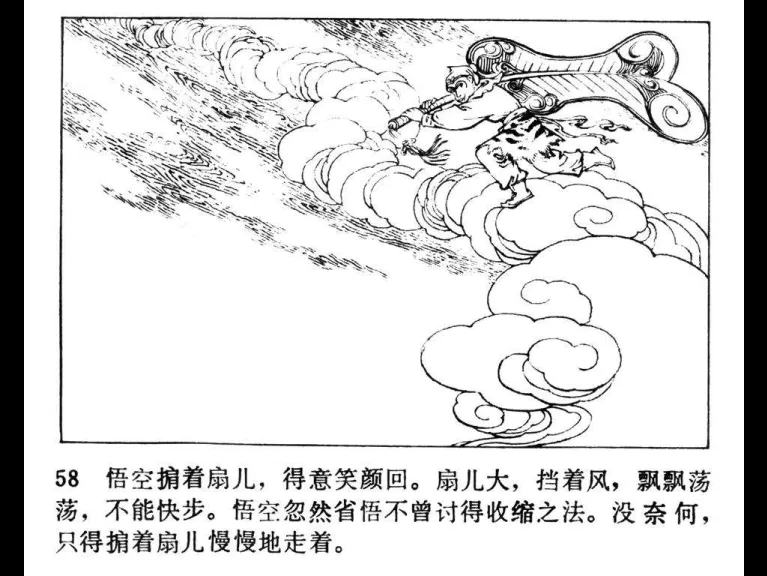 58 悟空掮着扇儿，得意笑颜回。扇儿大，挡着风，飘飘荡
荡，不能快步。悟空忽然省悟不曾讨得收缩之法。没奈何，
只得掮着扇儿慢慢地走着。